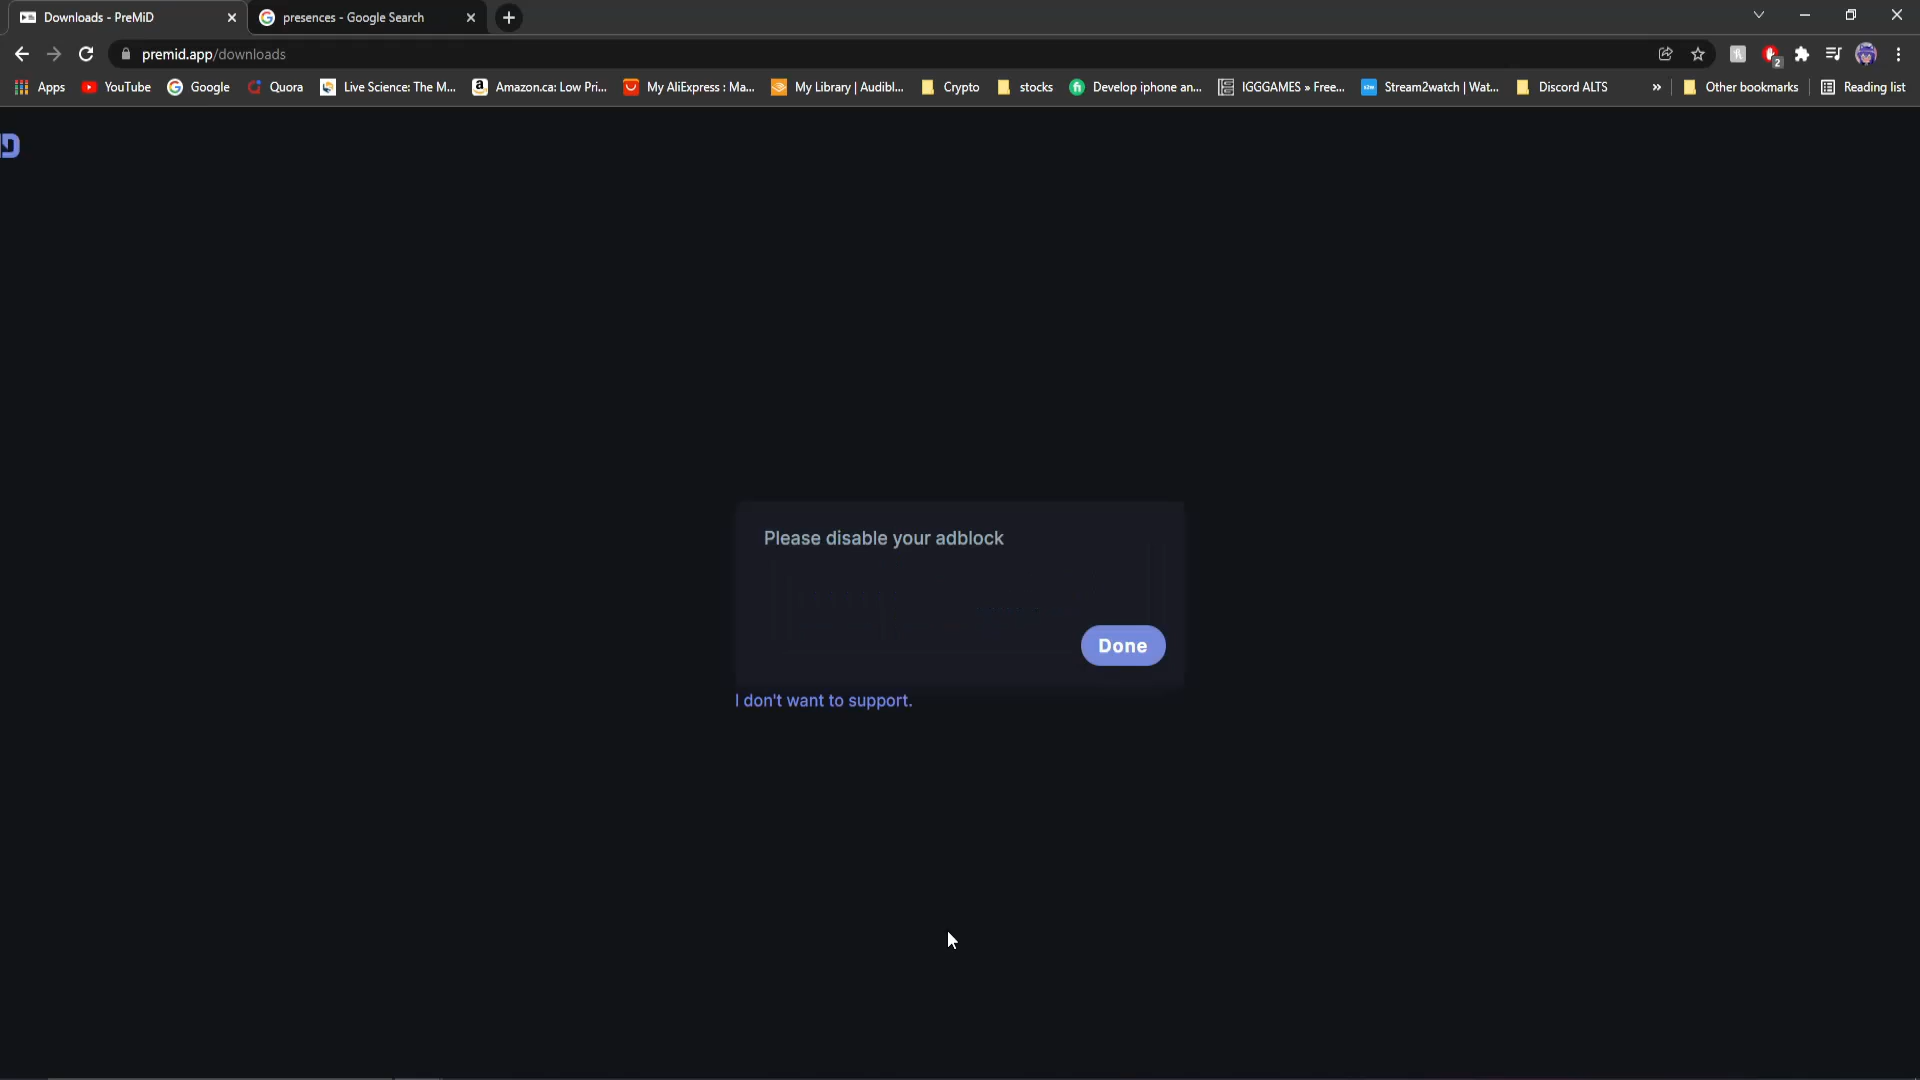 Downloads - PreMiD
presences - Google Search
premid.app/downloads
2
Apps
YouTube
Google
Quora
Live Science: The M...
Amazon.ca: Low Pri...
My AliExpress : Ma...
My Library | Audibl...
Crypto
stocks
Develop iphone an...
IGGGAMES » Free...
Stream2watch | Wat...
Discord ALTS
»
Other bookmarks
Reading list
D
Please disable your adblock
Done
I don't want to support.